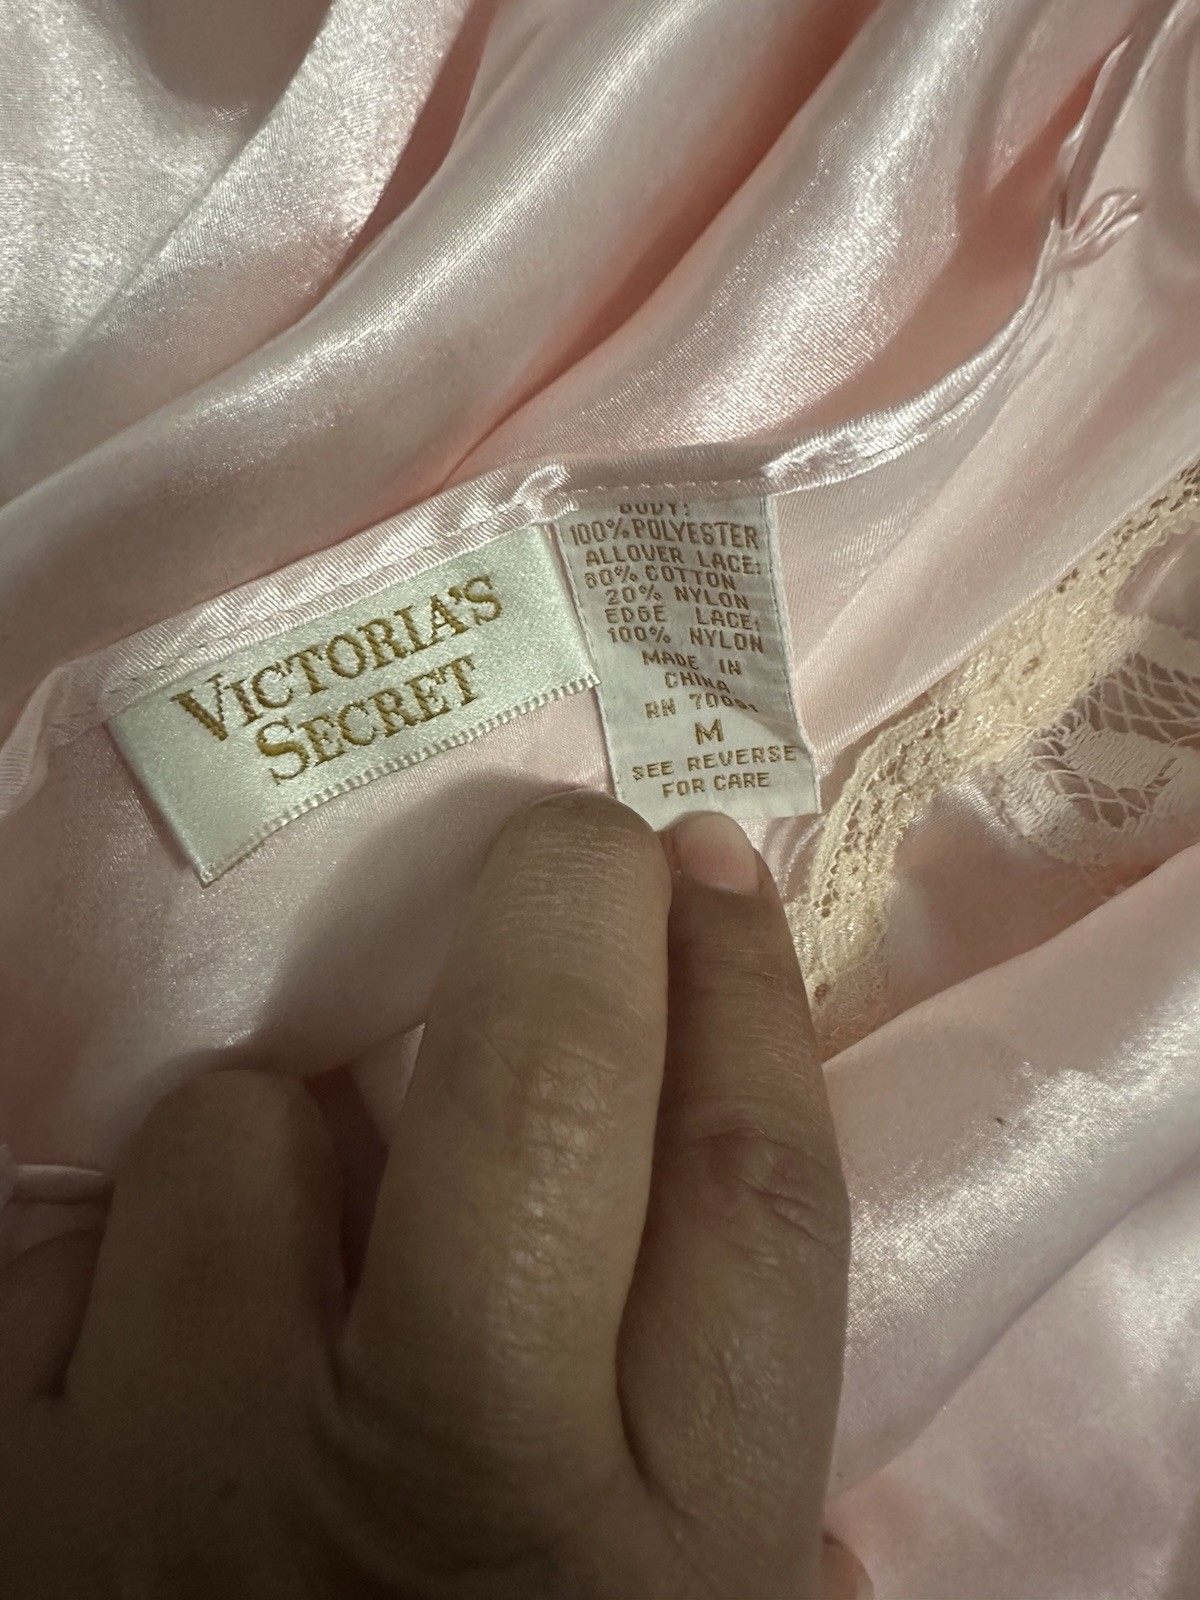 VICTORIA'S
SECRET
BODY:
100% POLYESTER
ALLOVER LACE:
80% COTTON
20% NYLON
EDGE LACE:
100% NYLON
MADE IN
CHINA
RN
M
SEE REVERSE
FOR CARE